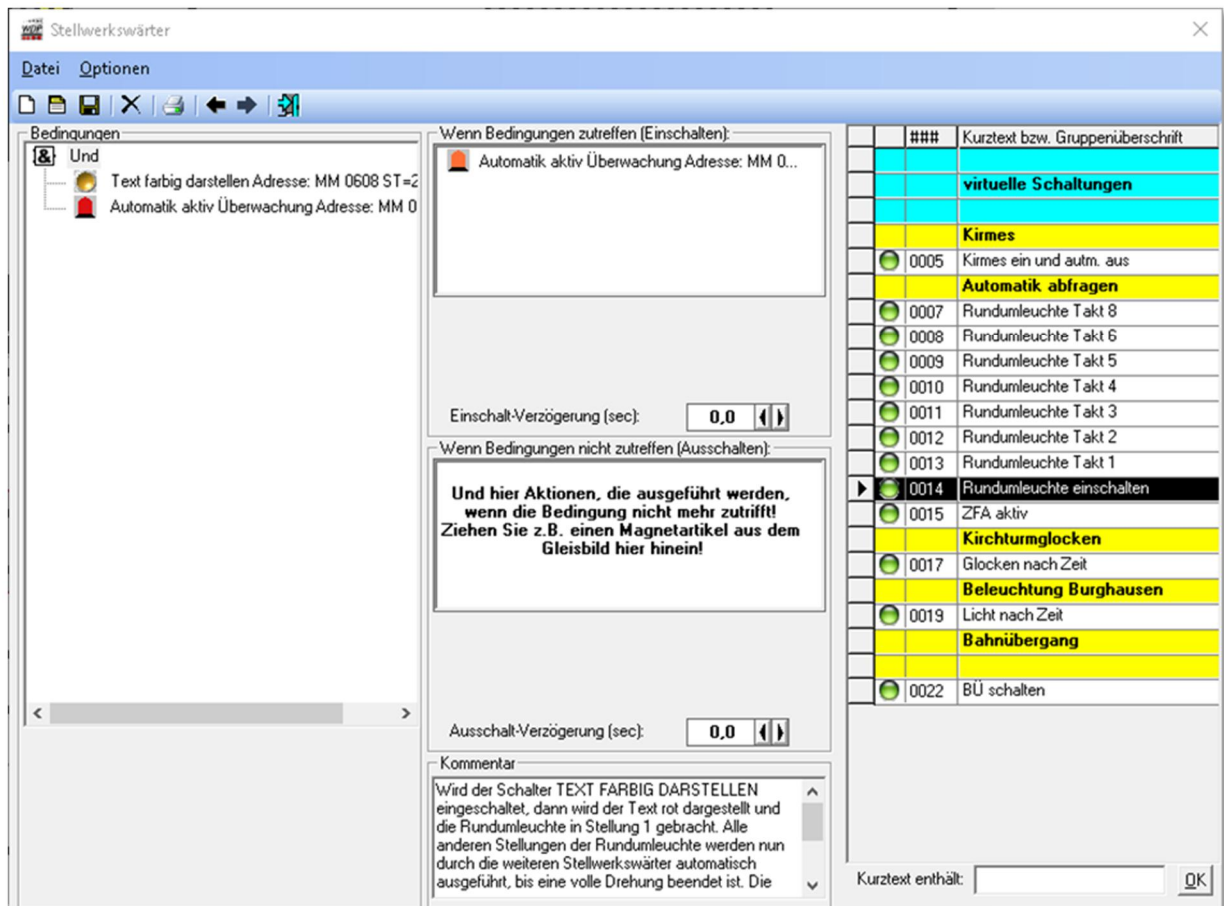 Stellwerkswärter
Datei Optionen
Bedingungen
Und
Text farbig darstellen Adresse: MM 0608 ST=2
Automatik aktiv Überwachung Adresse: MM 0
Wenn Bedingungen zutreffen (Einschalten):
Automatik aktiv Überwachung Adresse: MM 0...
Einschalt-Verzögerung (sec): 0,0
Wenn Bedingungen nicht zutreffen (Ausschalten):
Und hier Aktionen, die ausgeführt werden,
wenn die Bedingung nicht mehr zutrifft!
Ziehen Sie z.B. einen Magnetartikel aus dem
Gleisbild hier hinein!
Ausschalt-Verzögerung (sec): 0,0
Kommentar
Wird der Schalter TEXT FARBIG DARSTELLEN
eingeschaltet, dann wird der Text rot dargestellt und
die Rundumleuchte in Stellung 1 gebracht. Alle
anderen Stellungen der Rundumleuchte werden nun
durch die weiteren Stellwerkswärter automatisch
ausgeführt, bis eine volle Drehung beendet ist. Die
### Kurztext bzw. Gruppenüberschrift
virtuelle Schaltungen
Kirmes
0005 Kirmes ein und autm. aus
Automatik abfragen
0007 Rundumleuchte Takt 8
0008 Rundumleuchte Takt 6
0009 Rundumleuchte Takt 5
0010 Rundumleuchte Takt 4
0011 Rundumleuchte Takt 3
0012 Rundumleuchte Takt 2
0013 Rundumleuchte Takt 1
0014 Rundumleuchte einschalten
0015 ZFA aktiv
Kirchturmglocken
0017 Glocken nach Zeit
Beleuchtung Burghausen
0019 Licht nach Zeit
Bahnübergang
0022 BÜ schalten
Kurztext enthält: OK